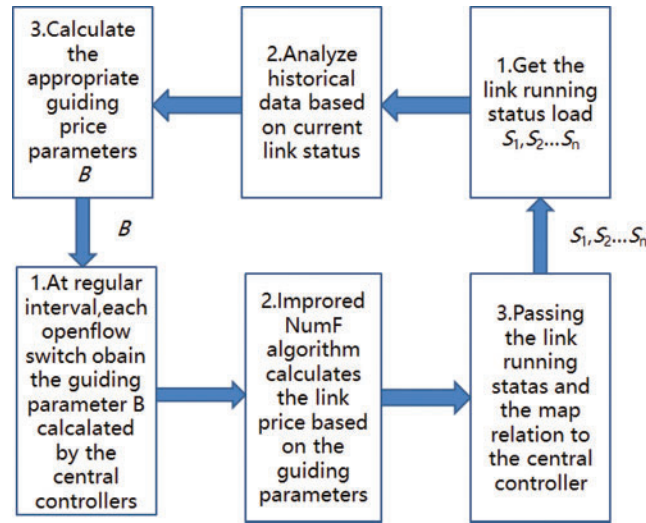 3.Calculate
the
appropriate
guiding
price
parameters
B
2.Analyze
historical
data based
on current
link status
1.Get the
link running
status load
S1,S2...Sn
B
S1,S2...Sn
1.At regular
interval,each
openflow
switch obain
the guiding
parameter B
calcalated
by the
central
controllers
2.Improred
NumF
algorithm
calculates
the link
price based
on the
guiding
parameters
3.Passing
the link
running
statas and
the map
relation to
the central
controller